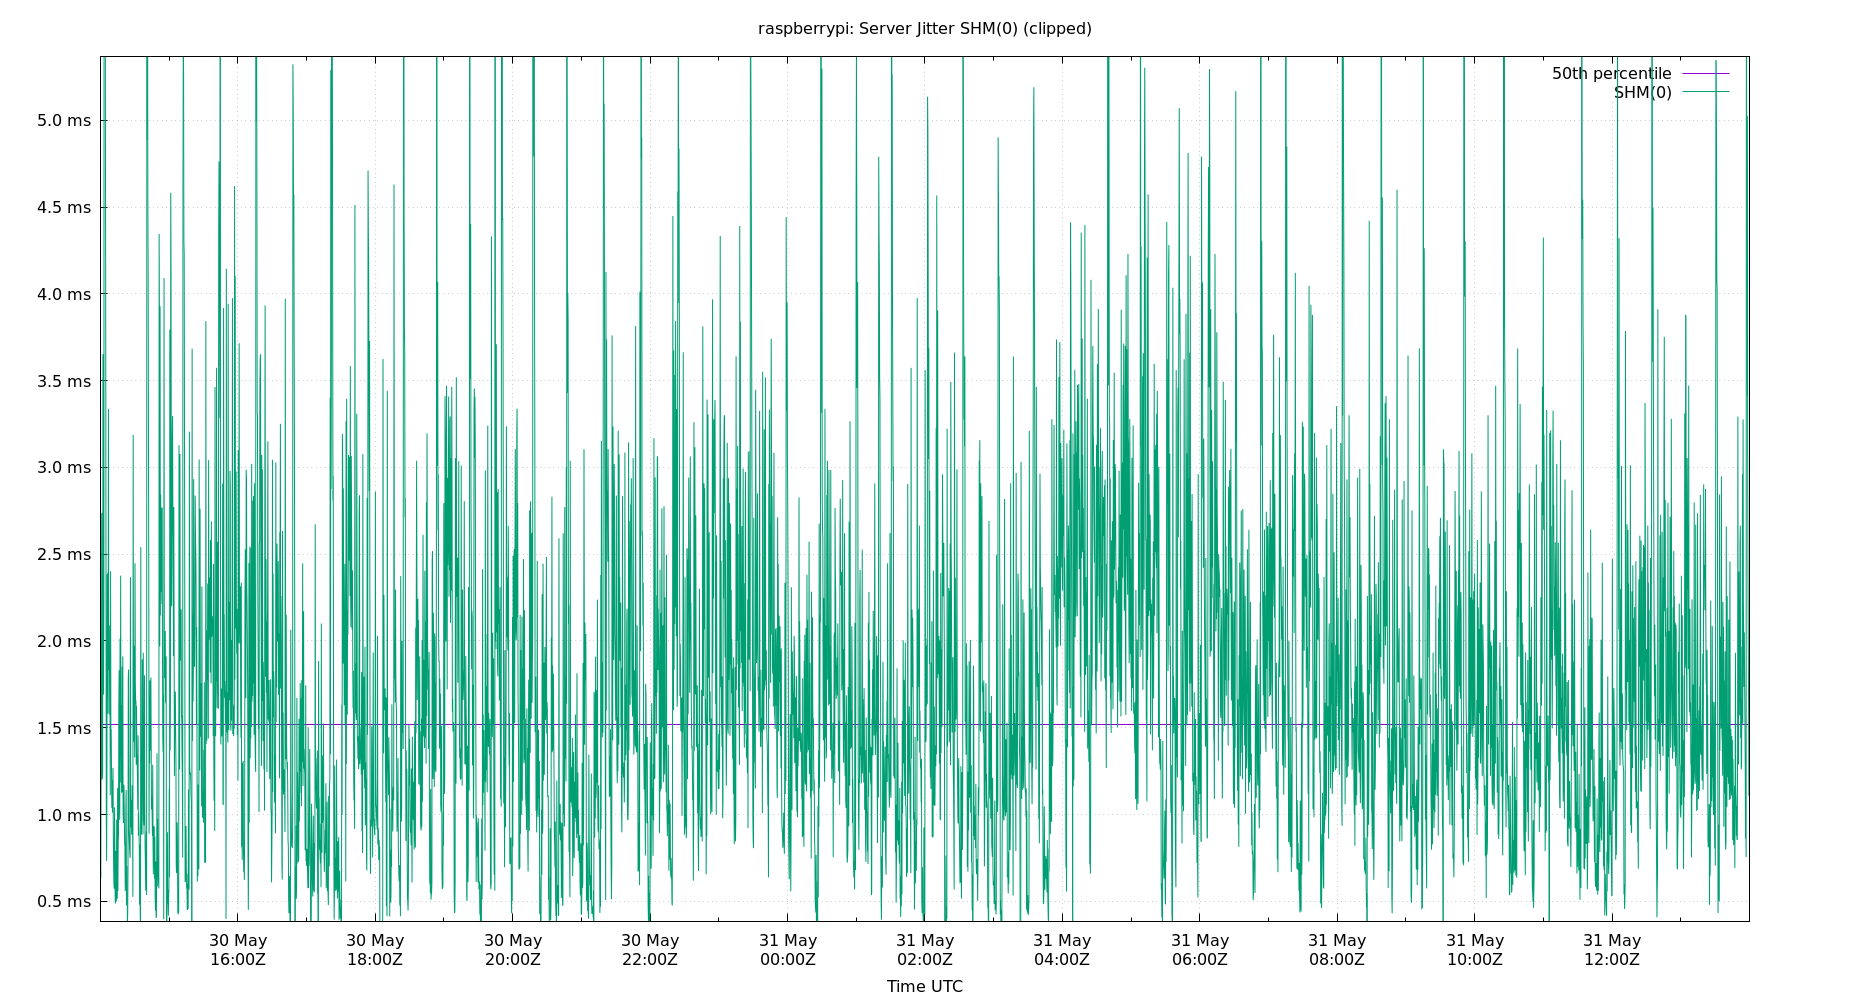 raspberrypi: Server Jitter SHM(0) (clipped)
50th percentile
SHM(0)
5.0 ms
4.5 ms
4.0 ms
3.5 ms
3.0 ms
2.5 ms
2.0 ms
1.5 ms
1.0 ms
0.5 ms
30 May 30 May 30 May 30 May 31 May 31 May 31 May 31 May 31 May 31 May 31 May
16:00Z 18:00Z 20:00Z 22:00Z 00:00Z 02:00Z 04:00Z 06:00Z 08:00Z 10:00Z 12:00Z
Time UTC